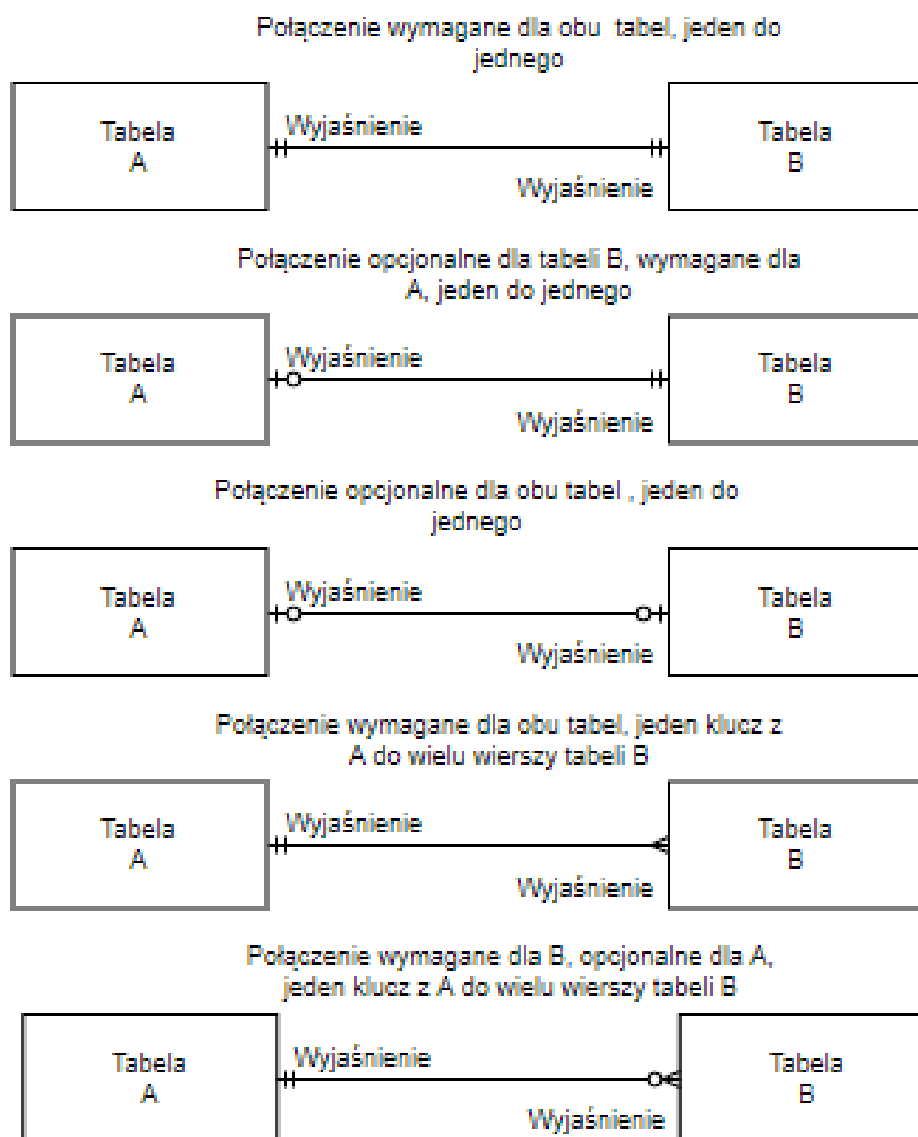 Połączenie wymagane dla obu tabel, jeden do
jednego
Tabela
A
Wyjaśnienie
Wyjaśnienie
Tabela
B
Połączenie opcjonalne dla tabeli B, wymagane dla
A, jeden do jednego
Tabela
A
Wyjaśnienie
Wyjaśnienie
Tabela
B
Połączenie opcjonalne dla obu tabel , jeden do
jednego
Tabela
A
Wyjaśnienie
Wyjaśnienie
Tabela
B
Połączenie wymagane dla obu tabel, jeden klucz z
A do wielu wierszy tabeli B
Tabela
A
Wyjaśnienie
Wyjaśnienie
Tabela
B
Połączenie wymagane dla B, opcjonalne dla A,
jeden klucz z A do wielu wierszy tabeli B
Tabela
A
Wyjaśnienie
Wyjaśnienie
Tabela
B